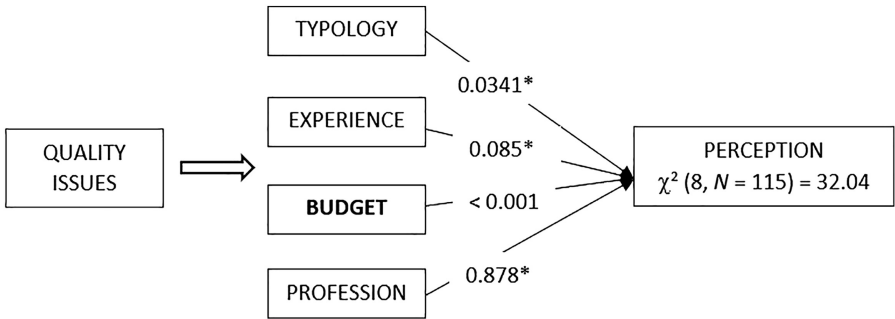 QUALITY
ISSUES
TYPOLOGY
EXPERIENCE
BUDGET
PROFESSION
0.0341*
0.085*
< 0.001
0.878*
PERCEPTION
χ² (8, N = 115) = 32.04